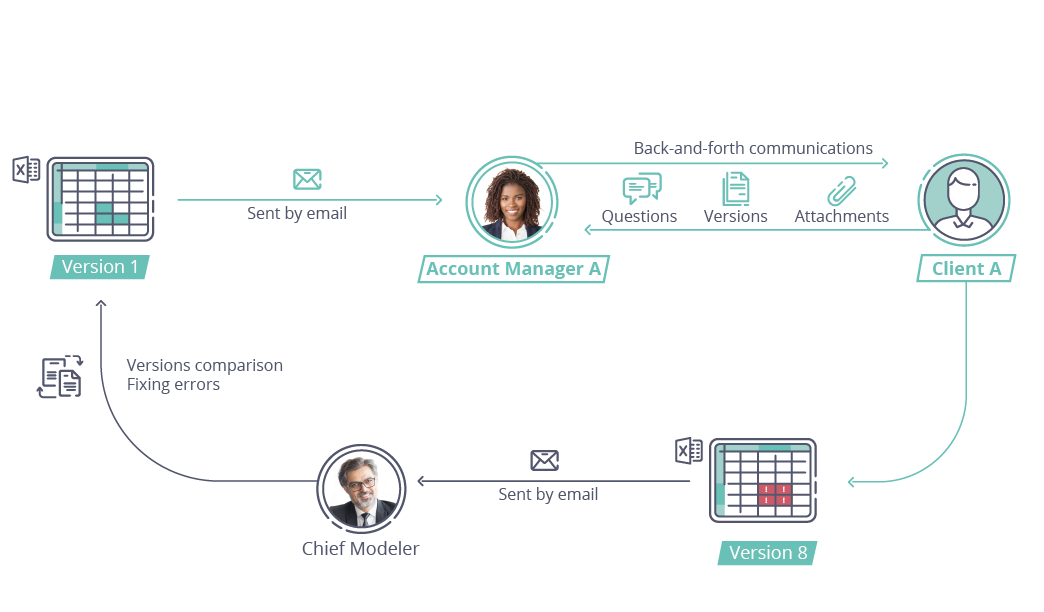 Back-and-forth communications
X
Sent by email
Questions
Versions
Attachments
Version 1
Account Manager A
Client A
Versions comparison
Fixing errors
X
! !
! !
Sent by email
Chief Modeler
Version 8